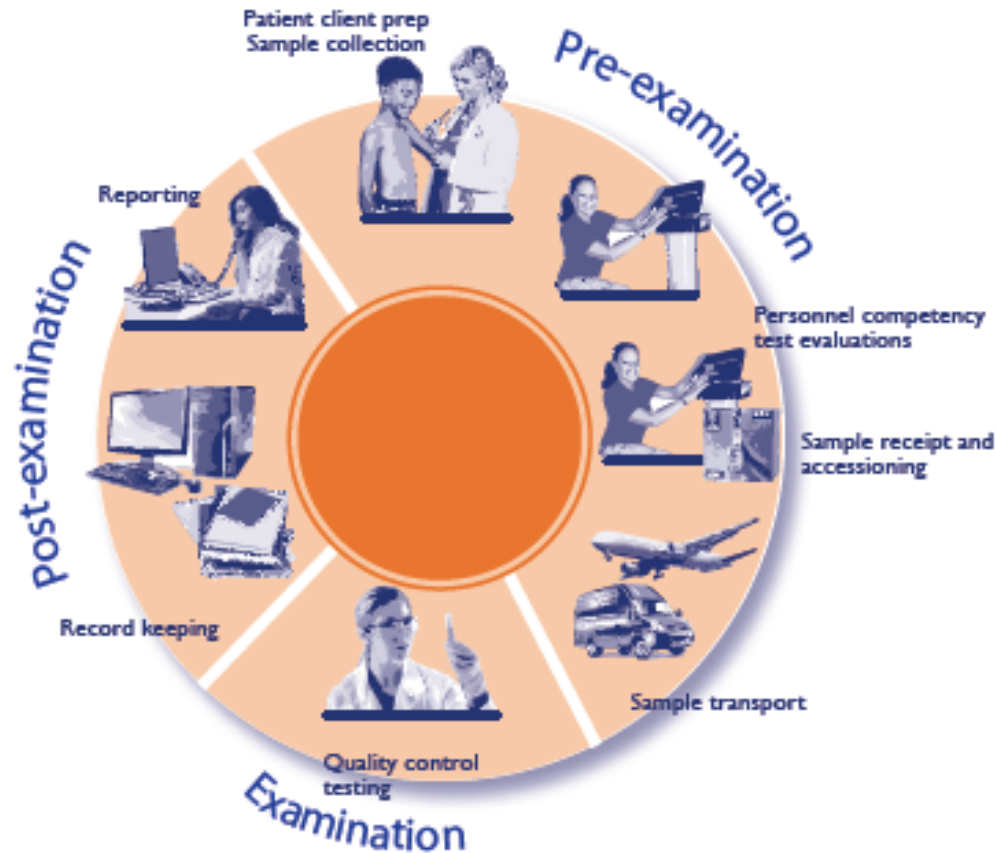 Patient client prep
Sample collection
Pre-examination
Personnel competency
test evaluations
Sample receipt and
accessioning
Sample transport
Quality control
testing
Examination
Record keeping
Post-examination
Reporting